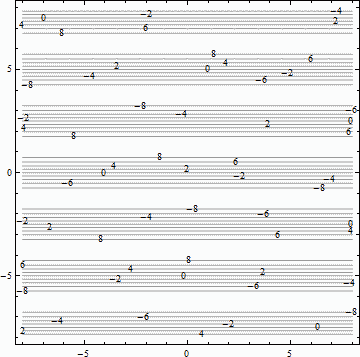 −4
0 −2 2
4 8 6
8 6
5 −2 4 0 −2
−4 −6
−8
−8 −6
−2 −4 0
4 2 6
8
8 6
0 4 2 −2 −4
−6 0 −8
8 −6
−2 −4 0
2 4
8 6
6 8
4 2
−5 −2 0 −4
−8 −6
−4 −6 −8
2 −2 0
4
−5 0 5